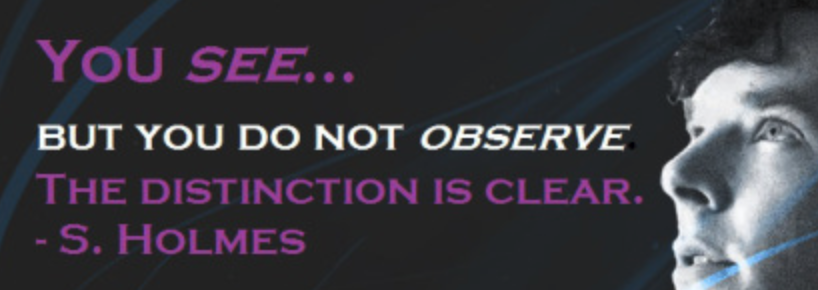 You SEE...
BUT YOU DO NOT OBSERVE.
THE DISTINCTION IS CLEAR.
- S. HOLMES